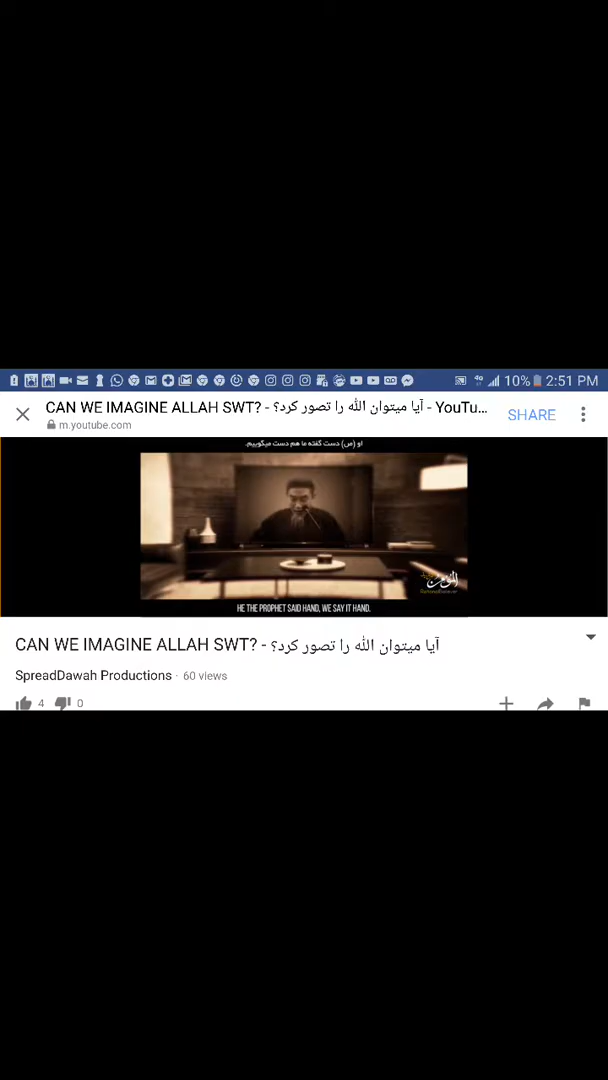 4G 10% 2:51 PM
CAN WE IMAGINE ALLAH SWT? - آیا میتوان الله را تصور کرد؟ - YouTu...
m.youtube.com
SHARE
او (ص) دست گفته ما هم دست میگوییم.
HE THE PROPHET SAID HAND, WE SAY IT HAND.
CAN WE IMAGINE ALLAH SWT? - آیا میتوان الله را تصور کرد؟
SpreadDawah Productions · 60 views
4 0